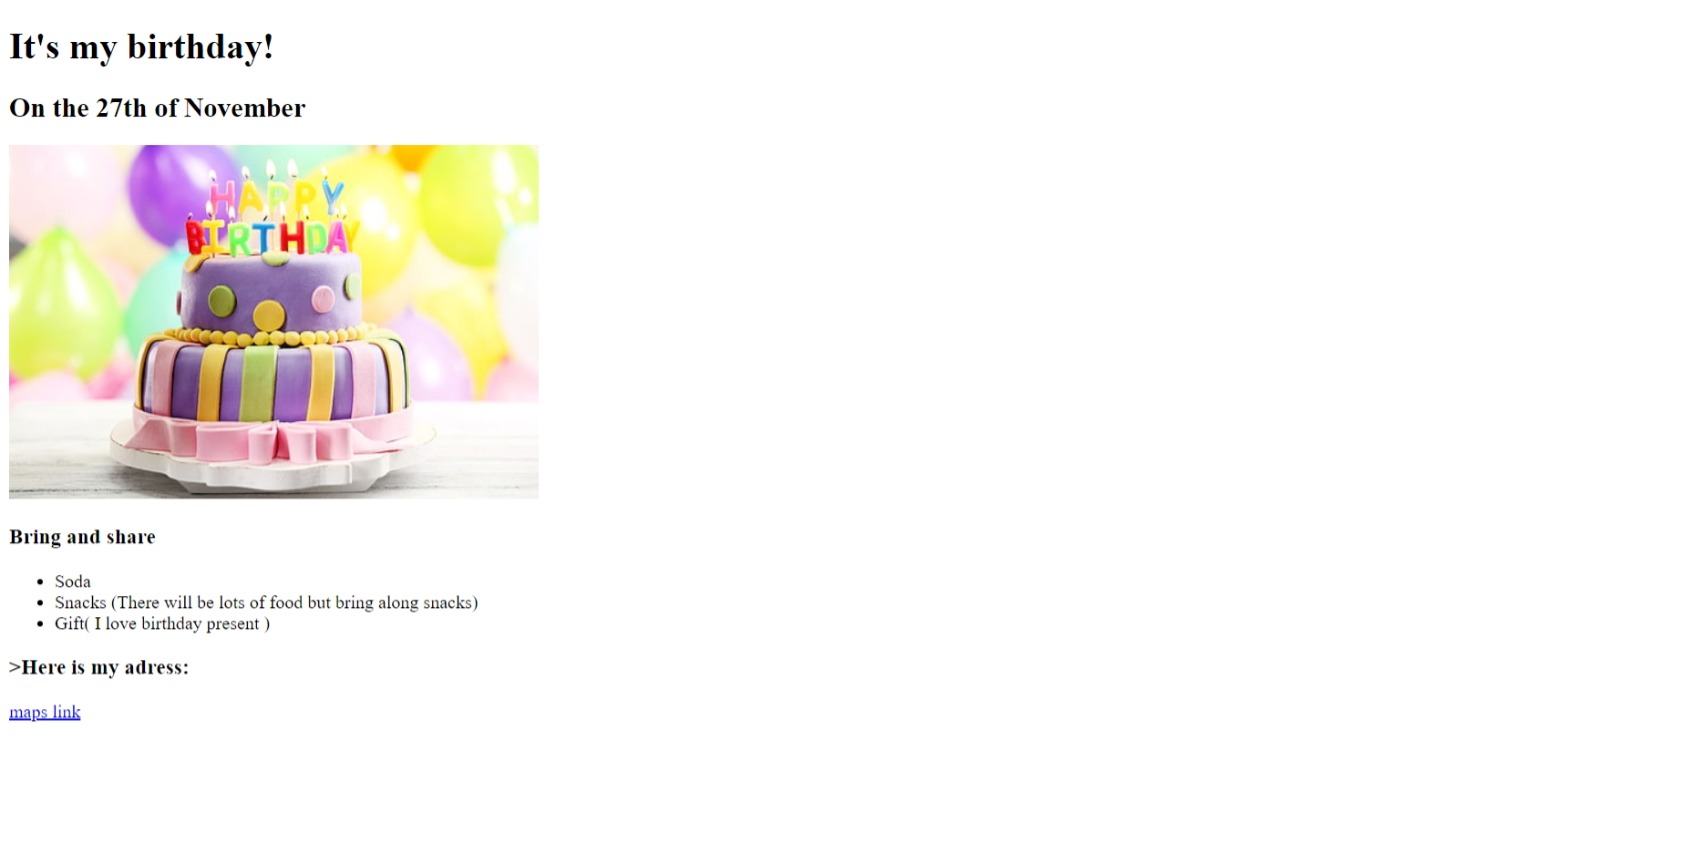 It's my birthday!
On the 27th of November
HAPPY
BIRTHDAY
Bring and share
Soda
Snacks (There will be lots of food but bring along snacks)
Gift( I love birthday present )
>Here is my adress:
maps link